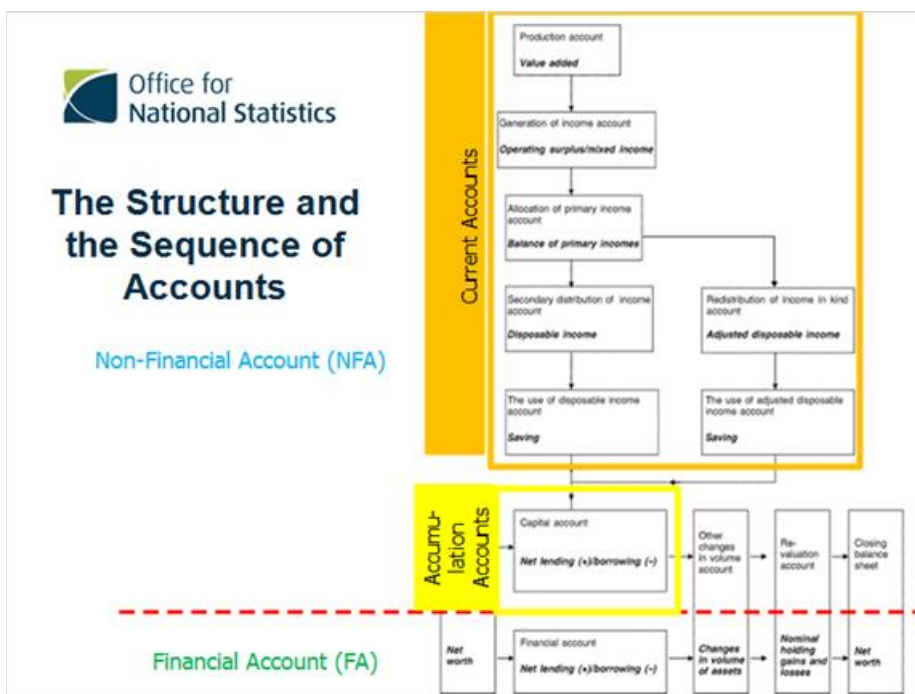 Office for
National Statistics
The Structure and
the Sequence of
Accounts
Non-Financial Account (NFA)
Financial Account (FA)
Current Accounts
Production account
Value added
Generation of income account
Operating surplus/mixed income
Allocation of primary income
account
Balance of primary incomes
Secondary distribution of income
account
Disposable income
Redistribution of income in kind
account
Adjusted disposable income
The use of disposable income
account
Saving
The use of adjusted disposable
income account
Saving
Accumu-
lation
Accounts
Capital account
Net lending (+)/borrowing (-)
Other
changes
in volume
account
Re-
valuation
account
Closing
balance
sheet
Net
worth
Financial account
Net lending (+)/borrowing (-)
Changes
in volume
of assets
Nominal
holding
gains and
losses
Net
worth